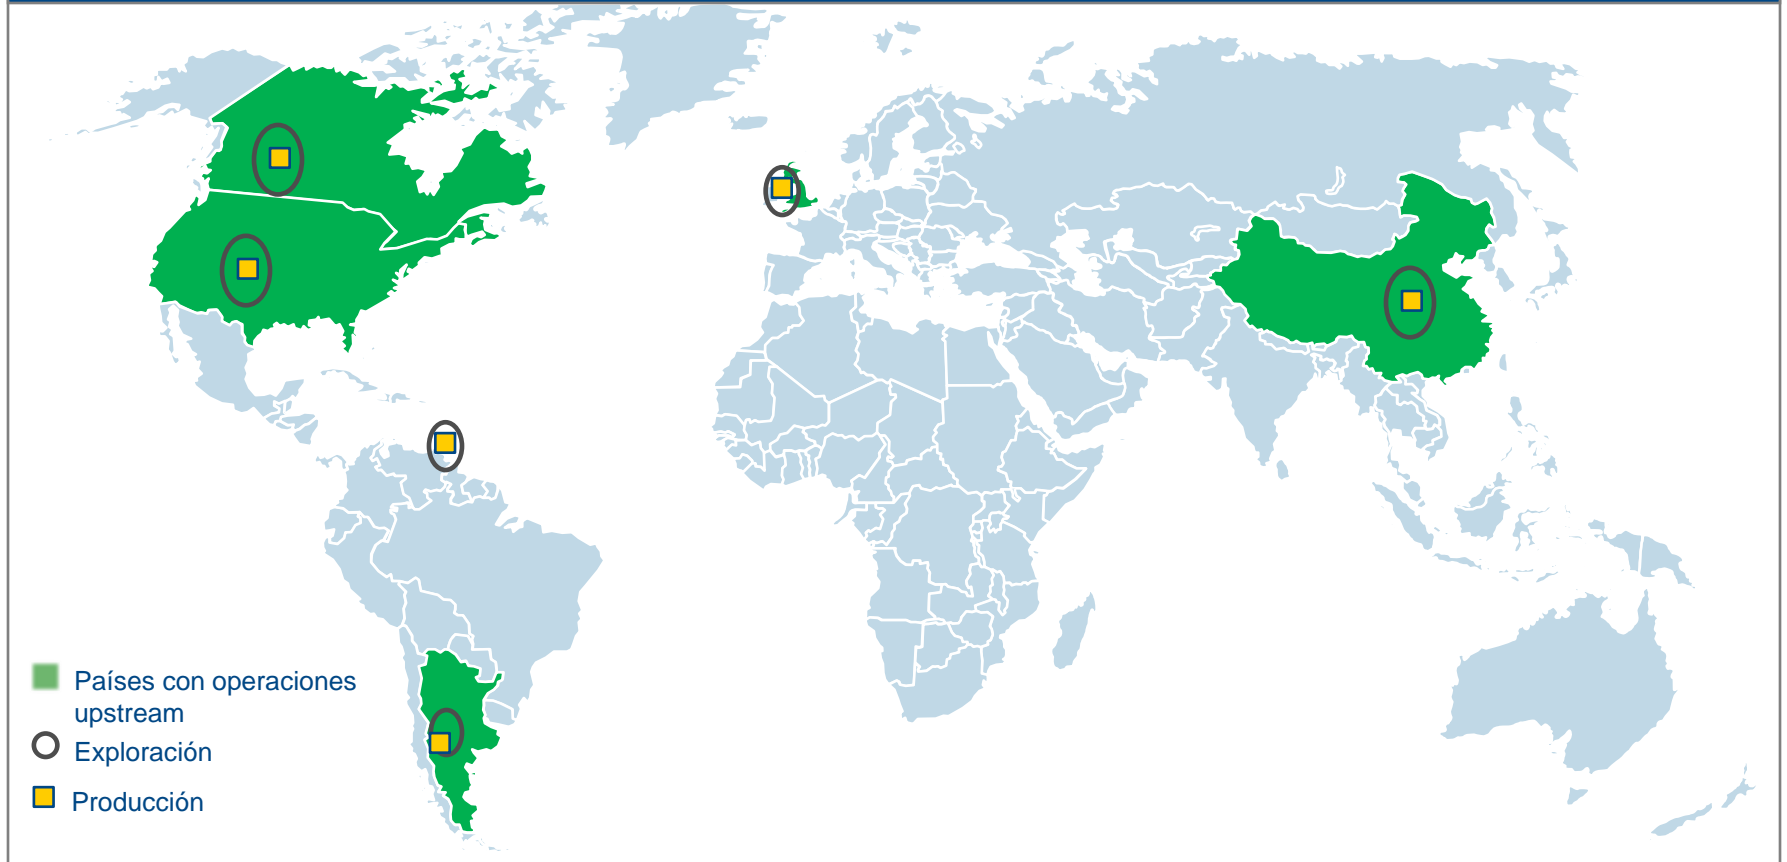 Países con operaciones
upstream
Exploración
Producción